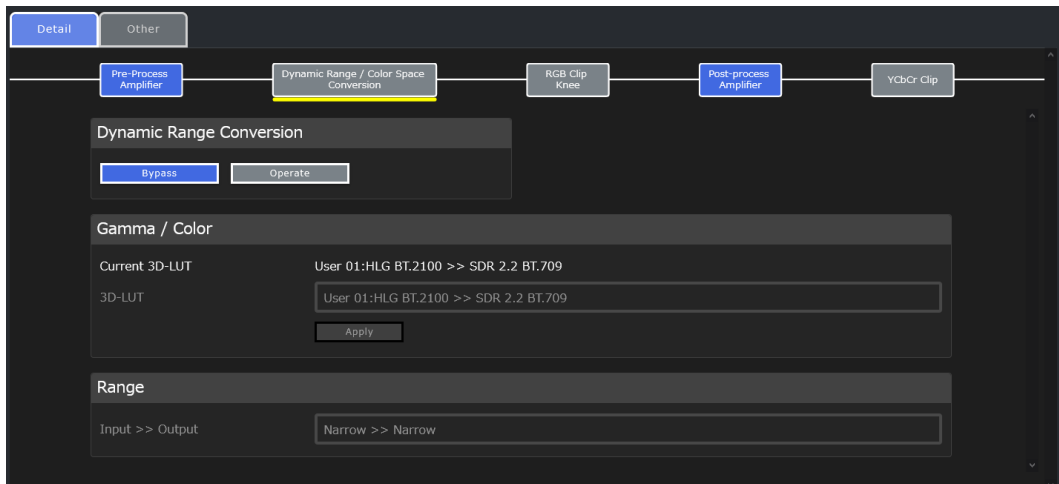 Detail
Other
Pre-Process
Amplifier
Dynamic Range / Color Space
Conversion
RGB Clip
Knee
Post-process
Amplifier
YCbCr Clip
Dynamic Range Conversion
Bypass
Operate
Gamma / Color
Current 3D-LUT
User 01:HLG BT.2100 >> SDR 2.2 BT.709
3D-LUT
User 01:HLG BT.2100 >> SDR 2.2 BT.709
Apply
Range
Input >> Output
Narrow >> Narrow